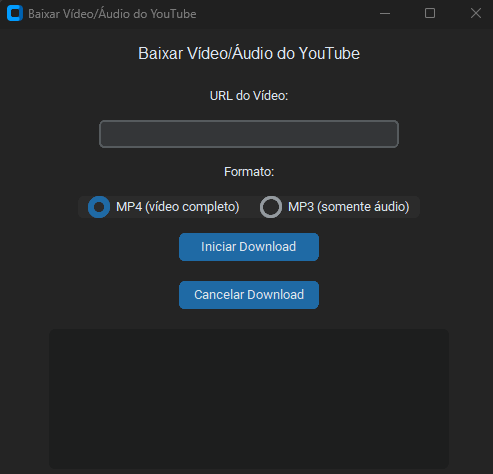 Baixar Vídeo/Áudio do YouTube
Baixar Vídeo/Áudio do YouTube
URL do Vídeo:
Formato:
MP4 (vídeo completo) MP3 (somente áudio)
Iniciar Download
Cancelar Download